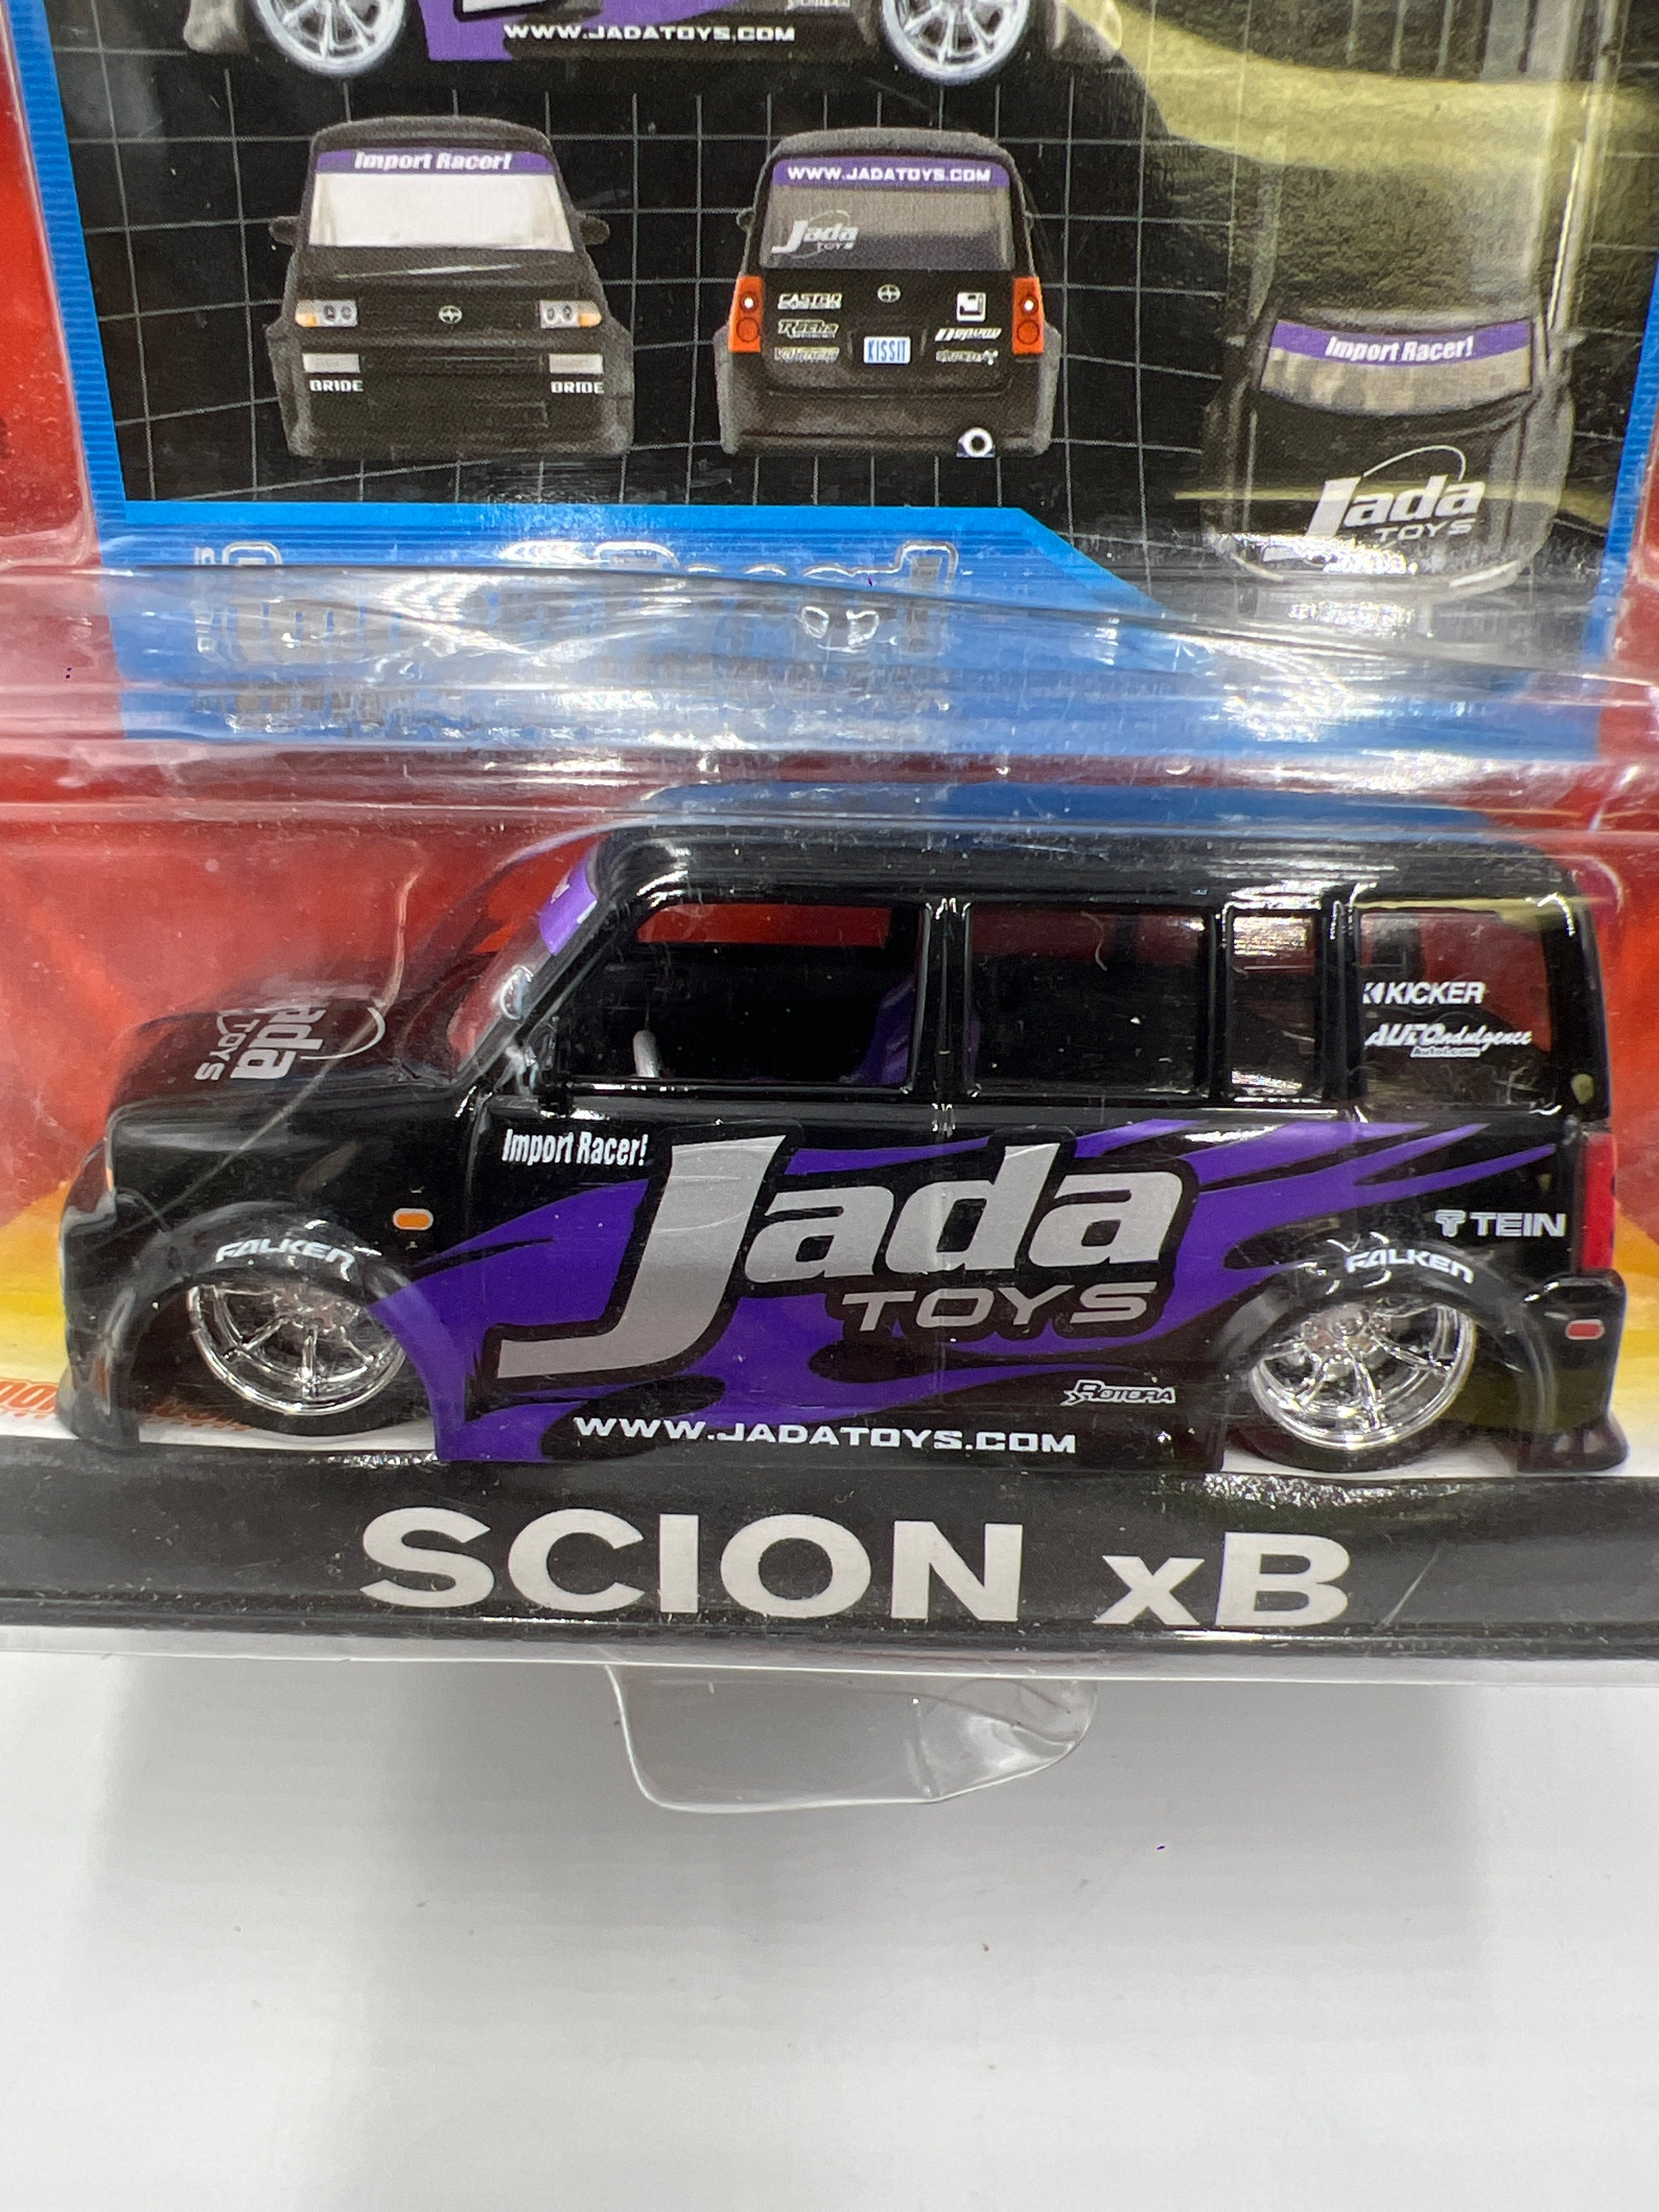 WWW.JADATOYS.COM
Import Racer!
WWW.JADATOYS.COM
Jada
TOYS
KISSIT
BRIDE
BRIDE
Import Racer!
Jada
TOYS
KICKER
AUTOindulgence
Jada
TOYS
Import Racer!
Jada
TOYS
TEIN
FALKEN
FALKEN
ROTORA
WWW.JADATOYS.COM
SCION xB